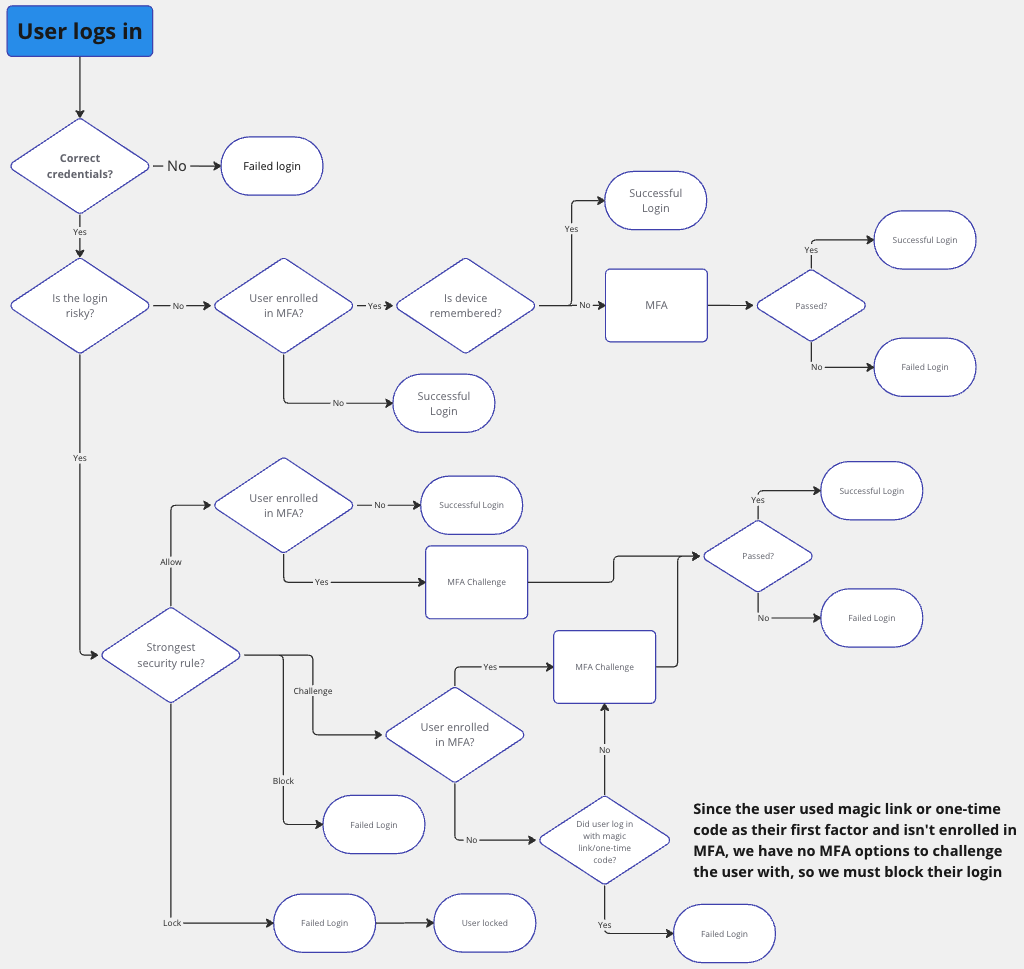 User logs in
Correct
credentials?
No
Failed login
Yes
Is the login
risky?
No
User enrolled
in MFA?
Yes
Is device
remembered?
Yes
Successful
Login
No
MFA
Passed?
Yes
Successful Login
No
Failed Login
No
Successful
Login
Yes
Strongest
security rule?
Allow
User enrolled
in MFA?
No
Successful Login
Yes
MFA Challenge
Passed?
Yes
Successful Login
No
Failed Login
Challenge
User enrolled
in MFA?
Yes
MFA Challenge
No
Did user log in
with magic
link/one-time
code?
No
Yes
Failed Login
Since the user used magic link or one-time
code as their first factor and isn't enrolled in
MFA, we have no MFA options to challenge
the user with, so we must block their login
Block
Failed Login
Lock
Failed Login
User locked